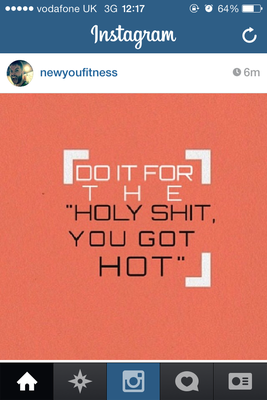 vodafone UK 3G 12:17 64%
Instagram
newyoufitness 6m
DO IT FOR
THE
"HOLY SHIT,
YOU GOT
HOT"